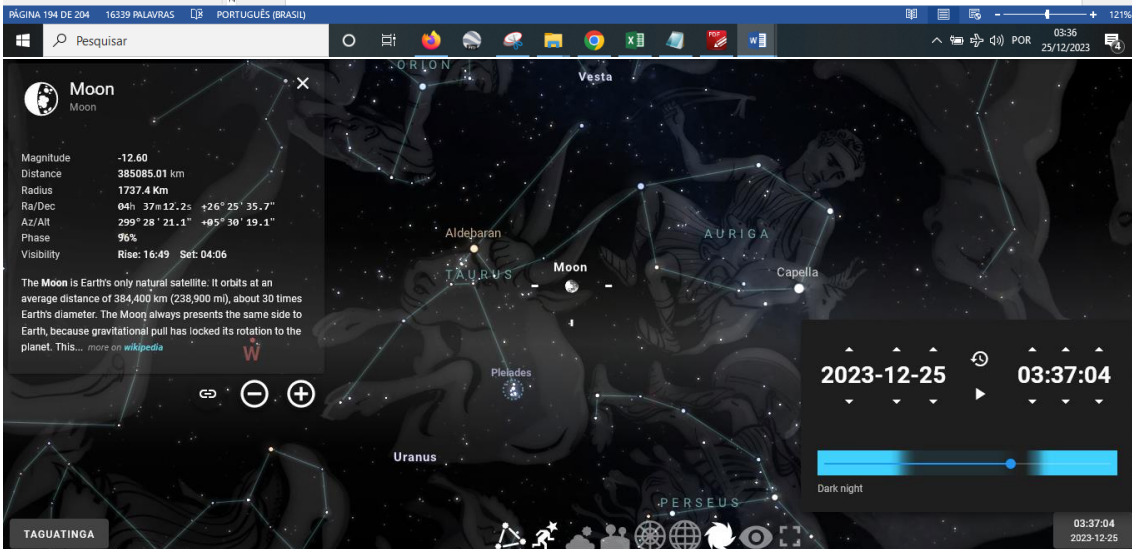 PÁGINA 194 DE 204 16339 PALAVRAS PORTUGUÊS (BRASIL) - + 121%
Pesquisar POR 03:36
25/12/2023 4
ORION
Vesta
Moon
Moon
Magnitude -12.60
Distance 385085.01 km
Radius 1737.4 Km
Ra/Dec 04h 37m12.2s +26°25'35.7"
Az/Alt 299°28'21.1" +05°30'19.1"
Phase 96%
Visibility Rise: 16:49 Set: 04:06
The Moon is Earth's only natural satellite. It orbits at an
average distance of 384,400 km (238,900 mi), about 30 times
Earth's diameter. The Moon always presents the same side to
Earth, because gravitational pull has locked its rotation to the
planet. This... more on wikipedia
W
Aldebaran
AURIGA
TAURUS
Moon
Capella
Pleiades
Uranus
PERSEUS
2023-12-25 03:37:04
Dark night
TAGUATINGA
03:37:04
2023-12-25